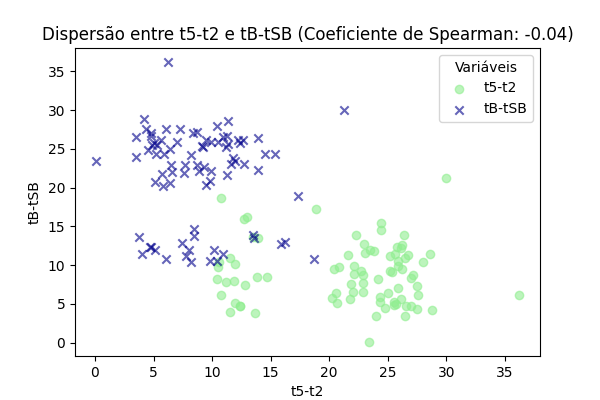 Dispersão entre t5-t2 e tB-tSB (Coeficiente de Spearman: -0.04)
Variáveis
t5-t2
tB-tSB
tB-tSB
35
30
25
20
15
10
5
0
0 5 10 15 20 25 30 35
t5-t2